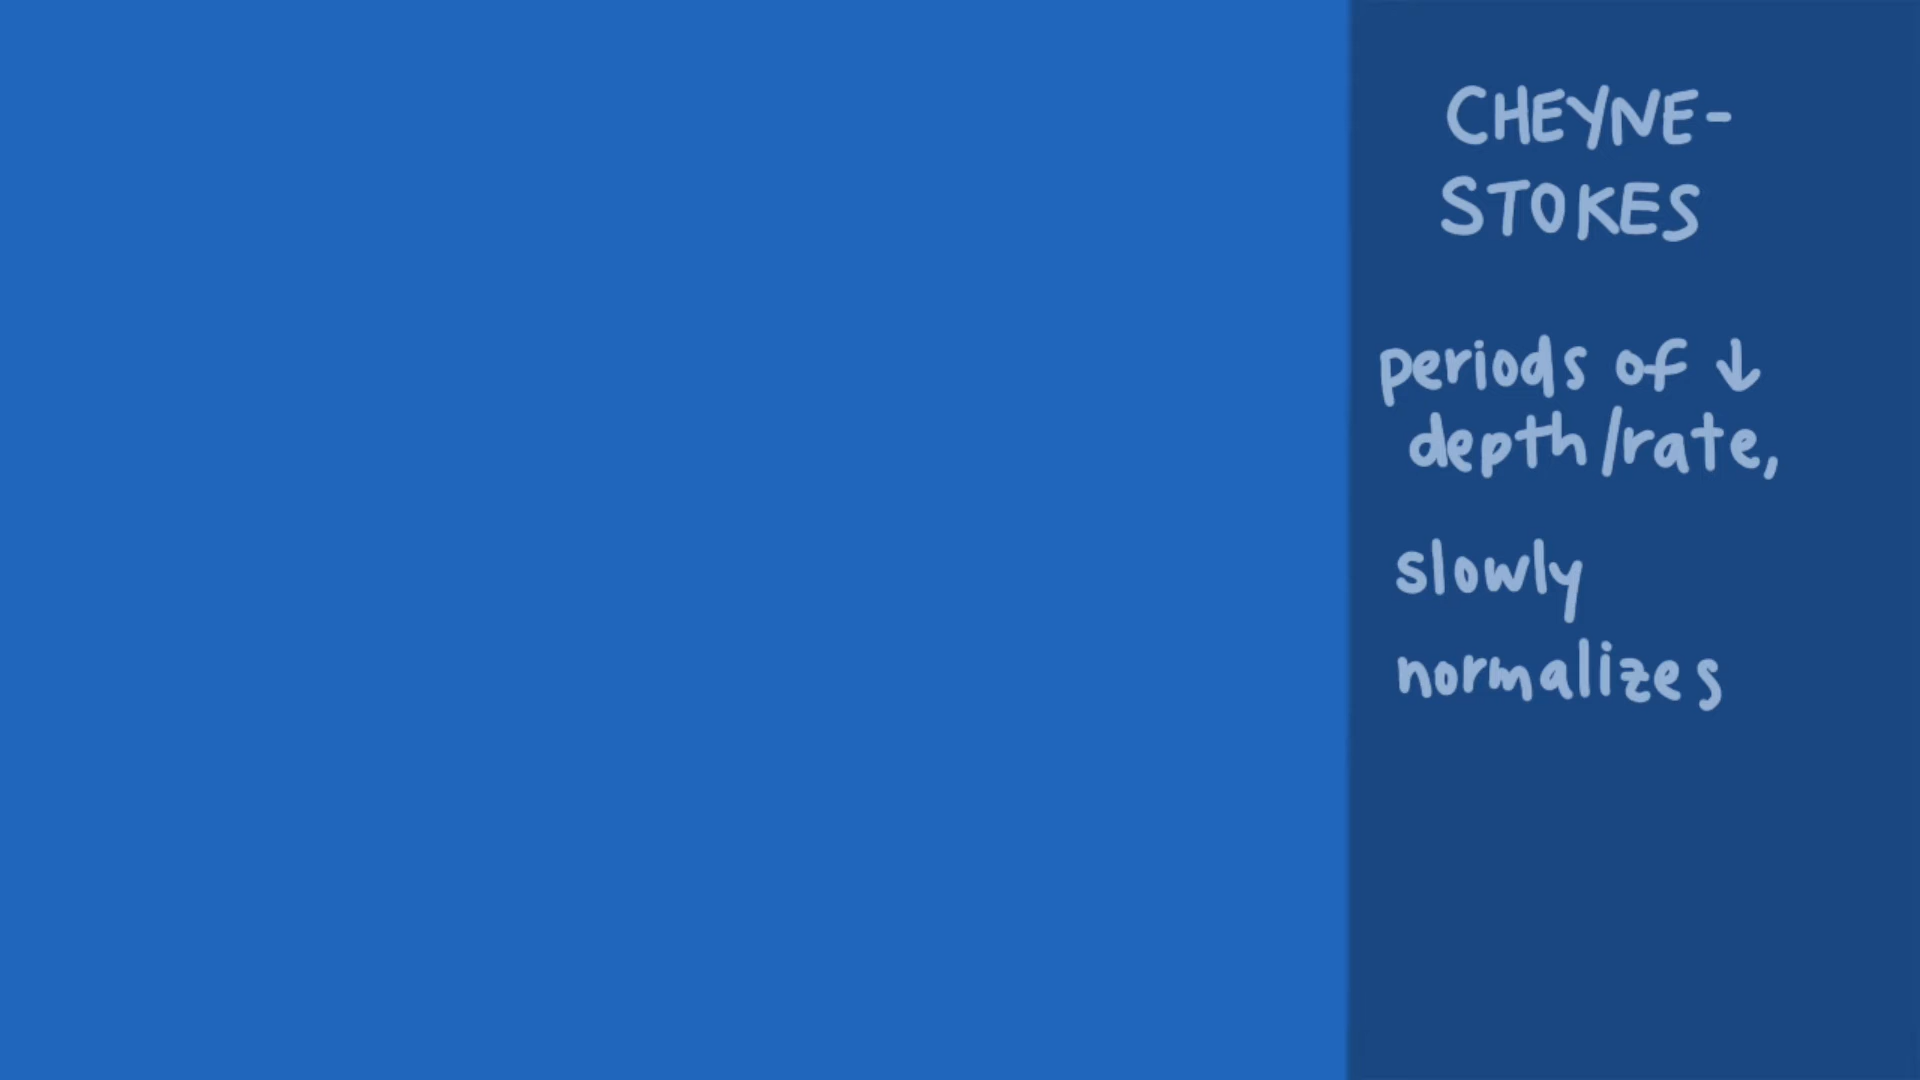 CHEYNE-
STOKES
periods of ↓
depth/rate,
slowly
normalizes